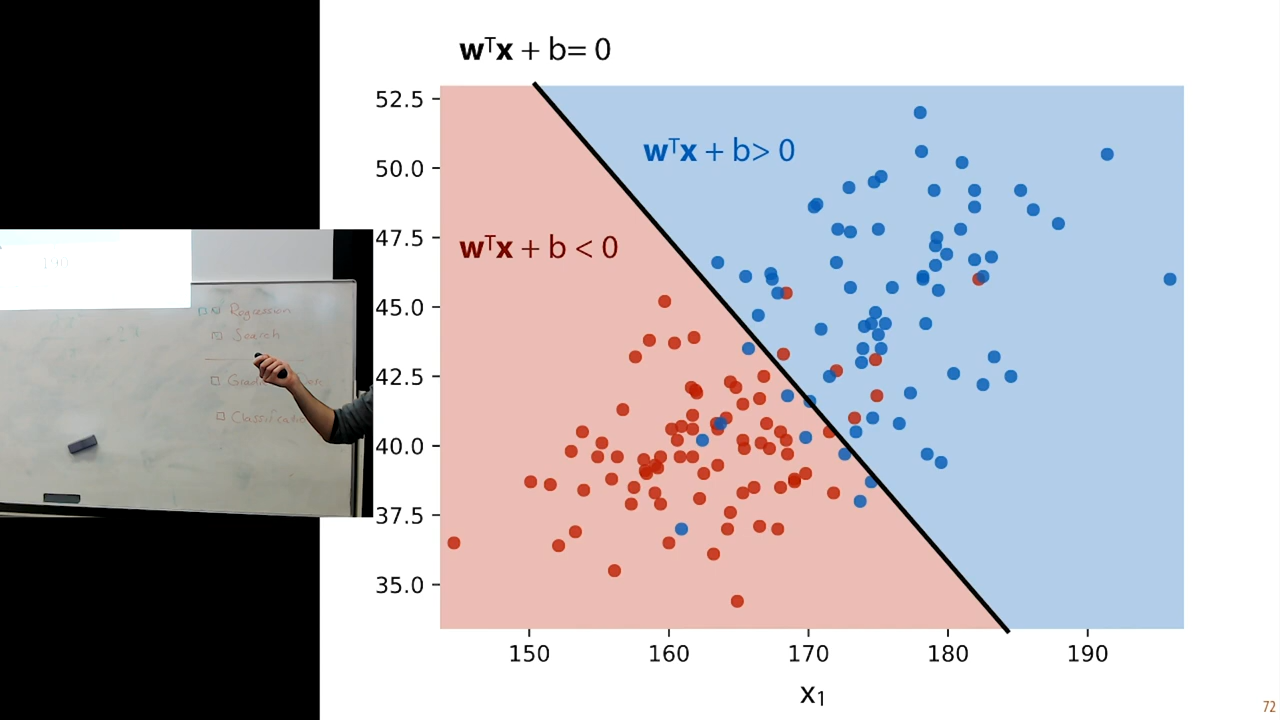 wᵀx + b= 0
52.5
50.0
47.5
45.0
42.5
40.0
37.5
35.0
wᵀx + b> 0
wᵀx + b < 0
150 160 170 180 190
x₁
72
Regression
Search